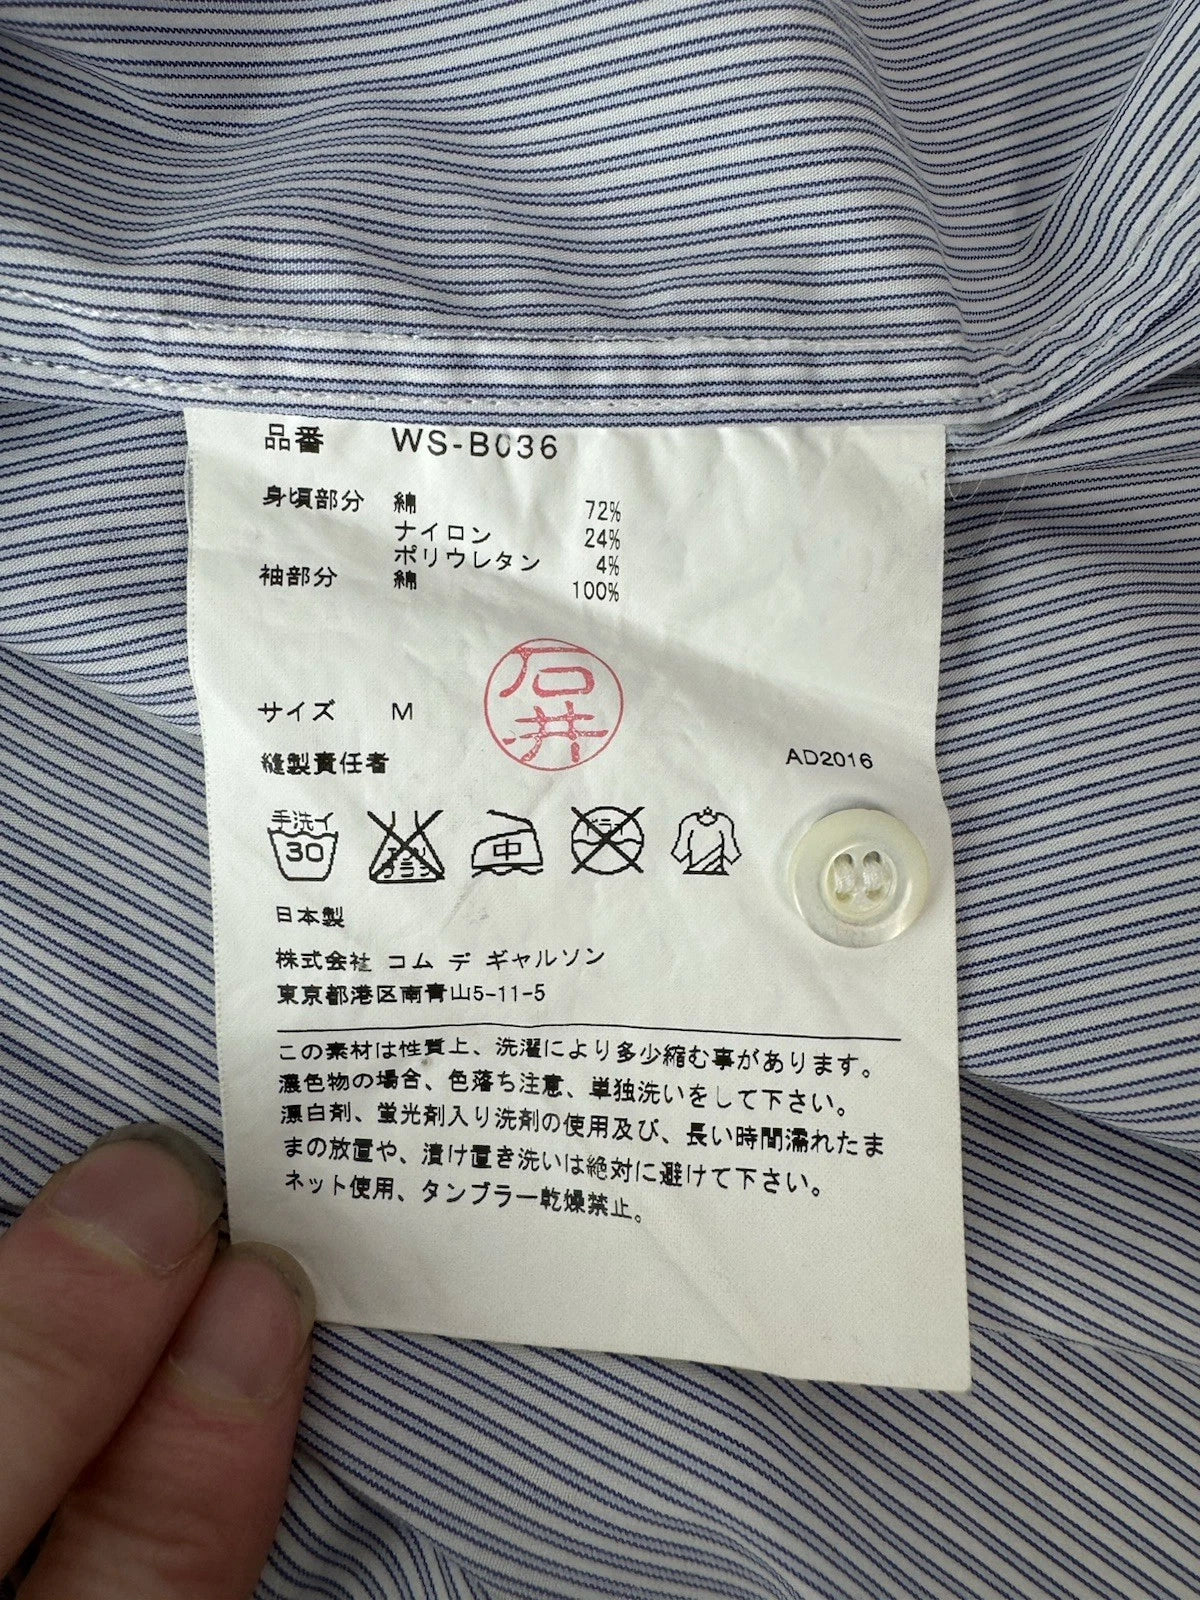 品番 WS-B036
身頃部分 綿 72%
ナイロン 24%
ポリウレタン 4%
袖部分 綿 100%
石井
サイズ M
縫製責任者
AD2016
手洗イ
30
エンソ
サラシ
中
ドライ
日本製
株式会社 コム デ ギャルソン
東京都港区南青山5-11-5
この素材は性質上、洗濯により多少縮む事があります。
濃色物の場合、色落ち注意、単独洗いをして下さい。
漂白剤、蛍光剤入り洗剤の使用及び、長い時間濡れたま
まの放置や、漬け置き洗いは絶対に避けて下さい。
ネット使用、タンブラー乾燥禁止。